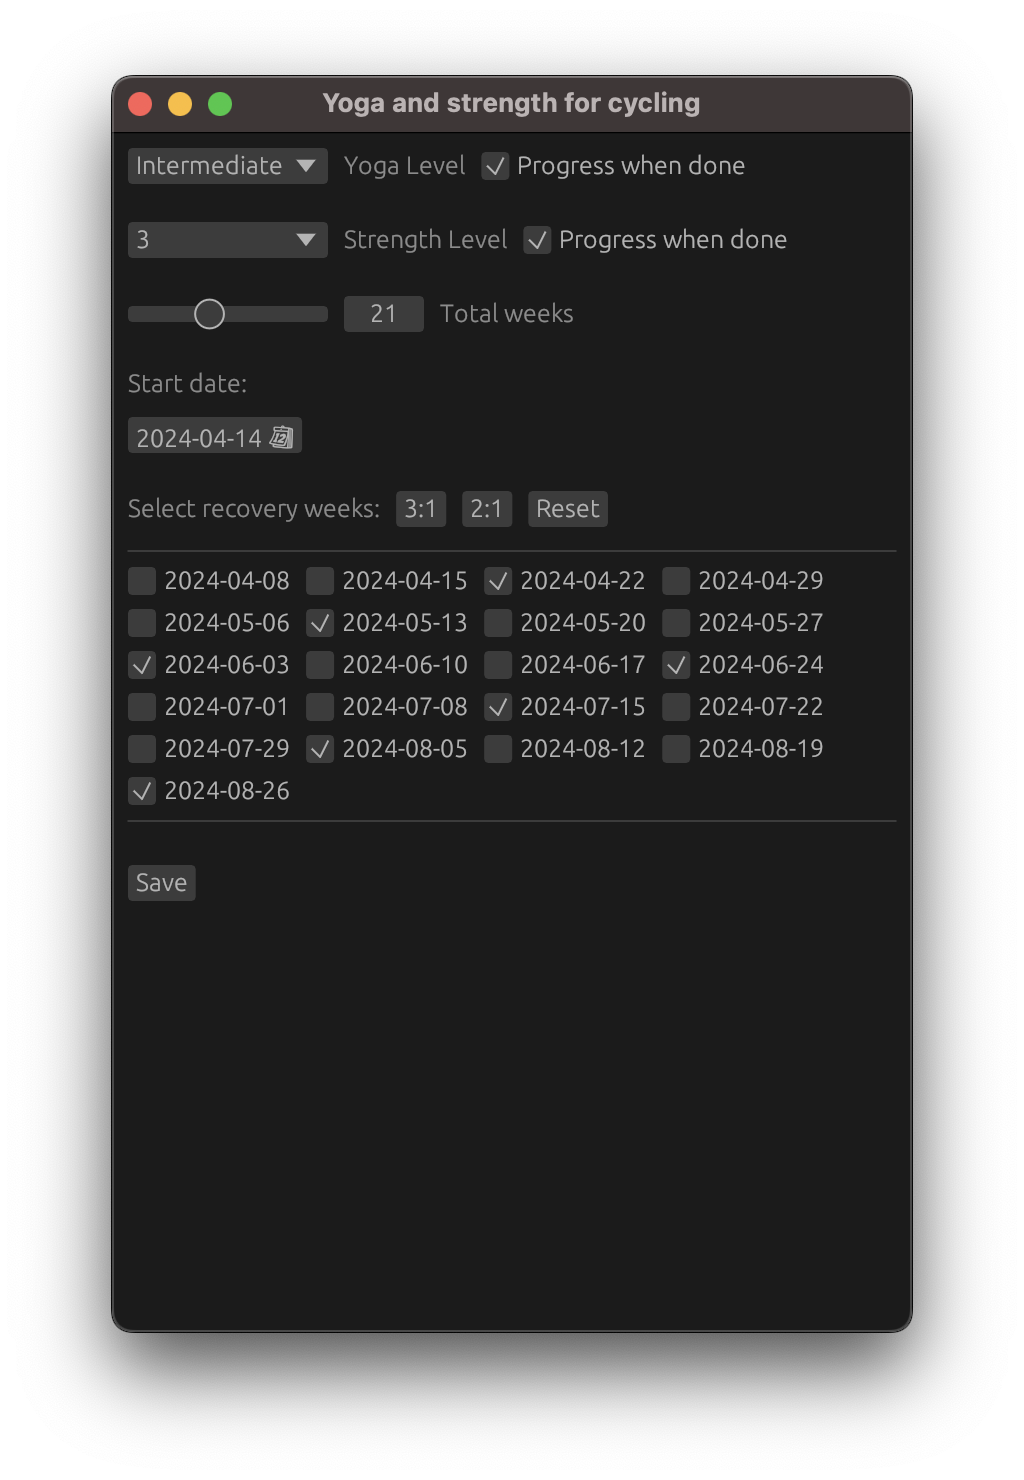 Yoga and strength for cycling
Intermediate Yoga Level Progress when done
3 Strength Level Progress when done
21 Total weeks
Start date:
2024-04-14
Select recovery weeks: 3:1 2:1 Reset
2024-04-08 2024-04-15 2024-04-22 2024-04-29
2024-05-06 2024-05-13 2024-05-20 2024-05-27
2024-06-03 2024-06-10 2024-06-17 2024-06-24
2024-07-01 2024-07-08 2024-07-15 2024-07-22
2024-07-29 2024-08-05 2024-08-12 2024-08-19
2024-08-26
Save